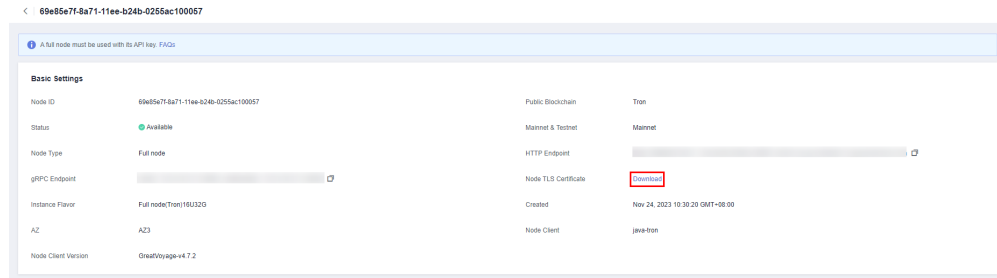 < 69e85e7f-8a71-11ee-b24b-0255ac100057
A full node must be used with its API key. FAQs
Basic Settings
Node ID 69e85e7f-8a71-11ee-b24b-0255ac100057 Public Blockchain Tron
Status Available Mainnet & Testnet Mainnet
Node Type Full node HTTP Endpoint
gRPC Endpoint Node TLS Certificate Download
Instance Flavor Full node(Tron)16U32G Created Nov 24, 2023 10:30:20 GMT+08:00
AZ AZ3 Node Client java-tron
Node Client Version GreatVoyage-v4.7.2